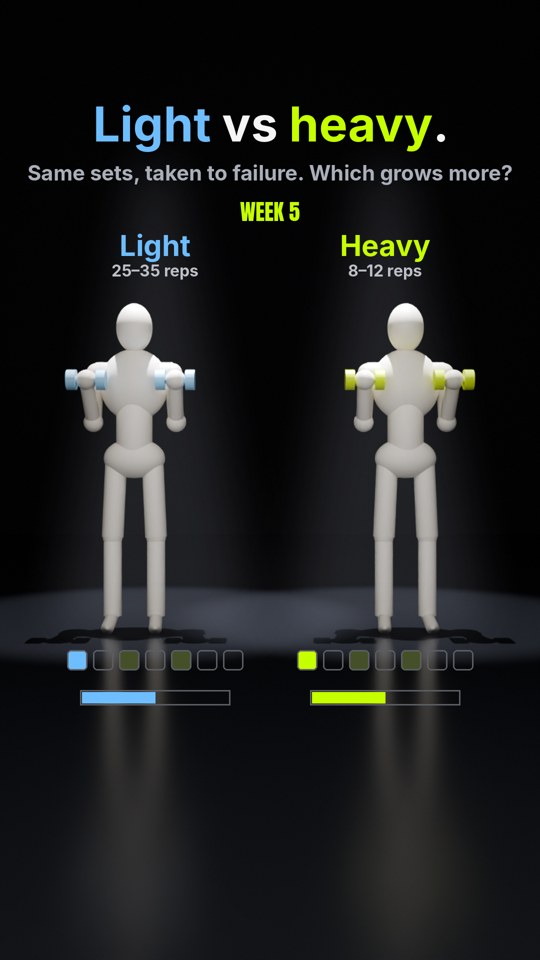 Light vs heavy.
Same sets, taken to failure. Which grows more?
WEEK 5
Light
25–35 reps
Heavy
8–12 reps